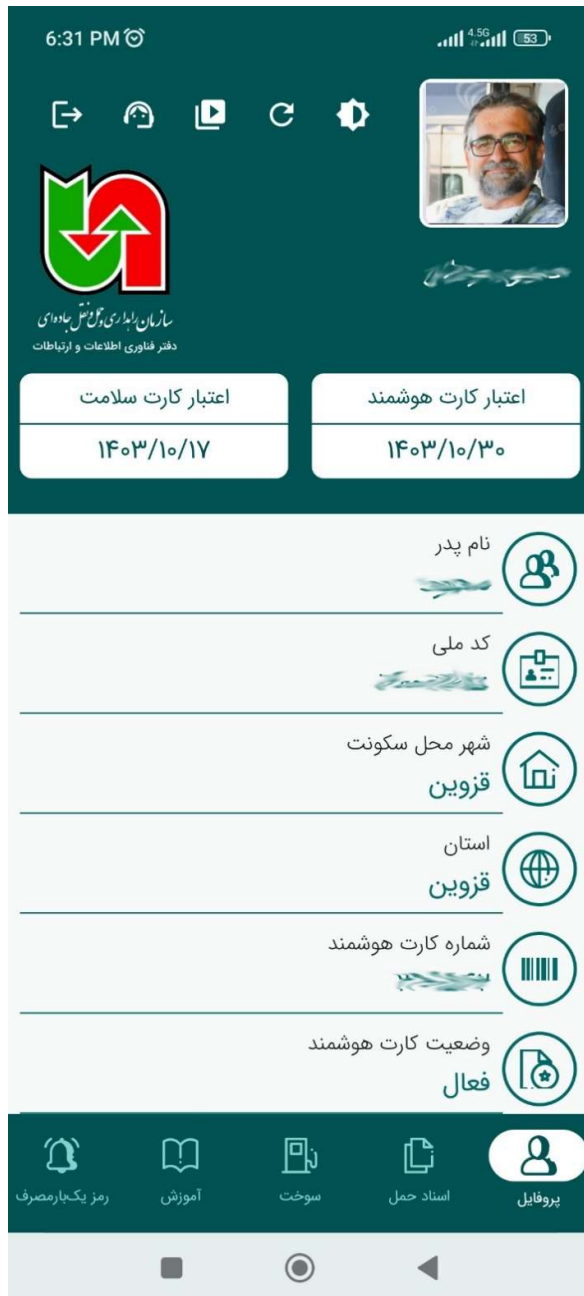 6:31 PM
4.5G
53
سازمان راهداری و حمل و نقل جاده‌ای
دفتر فناوری اطلاعات و ارتباطات
اعتبار کارت هوشمند
۱۴۰۳/۱۰/۳۰
اعتبار کارت سلامت
۱۴۰۳/۱۰/۱۷
نام پدر
کد ملی
شهر محل سکونت
قزوین
استان
قزوین
شماره کارت هوشمند
وضعیت کارت هوشمند
فعال
پروفایل
اسناد حمل
سوخت
آموزش
رمز یک‌بارمصرف